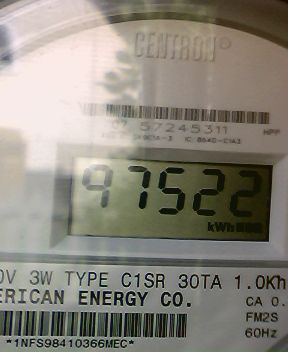 CENTRON®
57245311
HPP
97522
kWh
0V 3W TYPE C1SR 30TA 1.0Kh
ERICAN ENERGY CO. CA 0.
FM2S
60Hz
*1NFS98410366MEC*